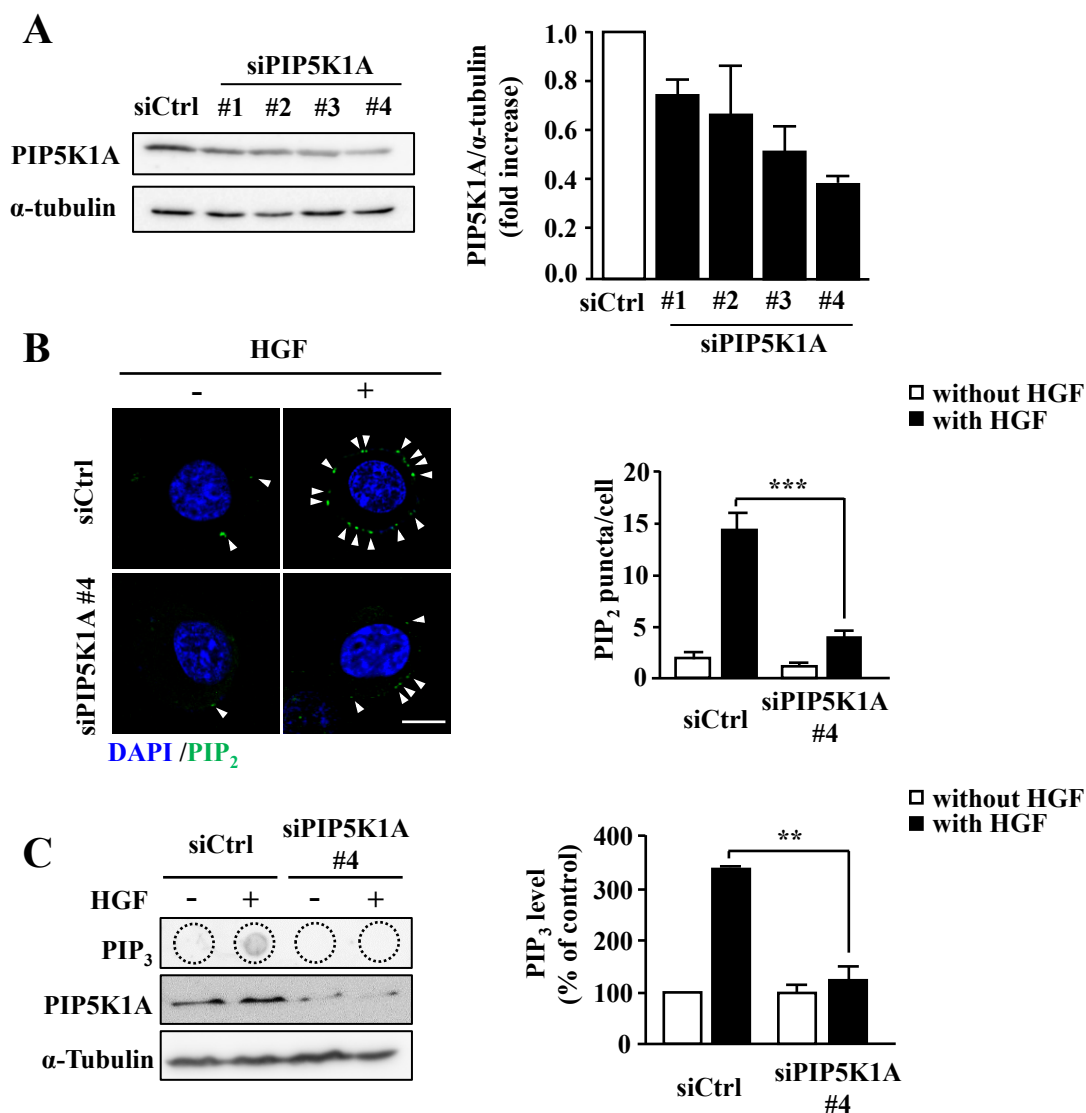 A
siPIP5K1A
siCtrl #1 #2 #3 #4
PIP5K1A
α-tubulin
PIP5K1A/α-tubulin
(fold increase)
1.0
0.8
0.6
0.4
0.2
0.0
siCtrl #1 #2 #3 #4
siPIP5K1A
B
HGF
- +
siCtrl
siPIP5K1A #4
DAPI /PIP₂
without HGF
with HGF
PIP₂ puncta/cell
20
15
10
5
0
***
siCtrl siPIP5K1A
#4
C
siCtrl siPIP5K1A
#4
HGF - + - +
PIP₃
PIP5K1A
α-Tubulin
without HGF
with HGF
PIP₃ level
(% of control)
400
300
200
100
0
**
siCtrl siPIP5K1A
#4